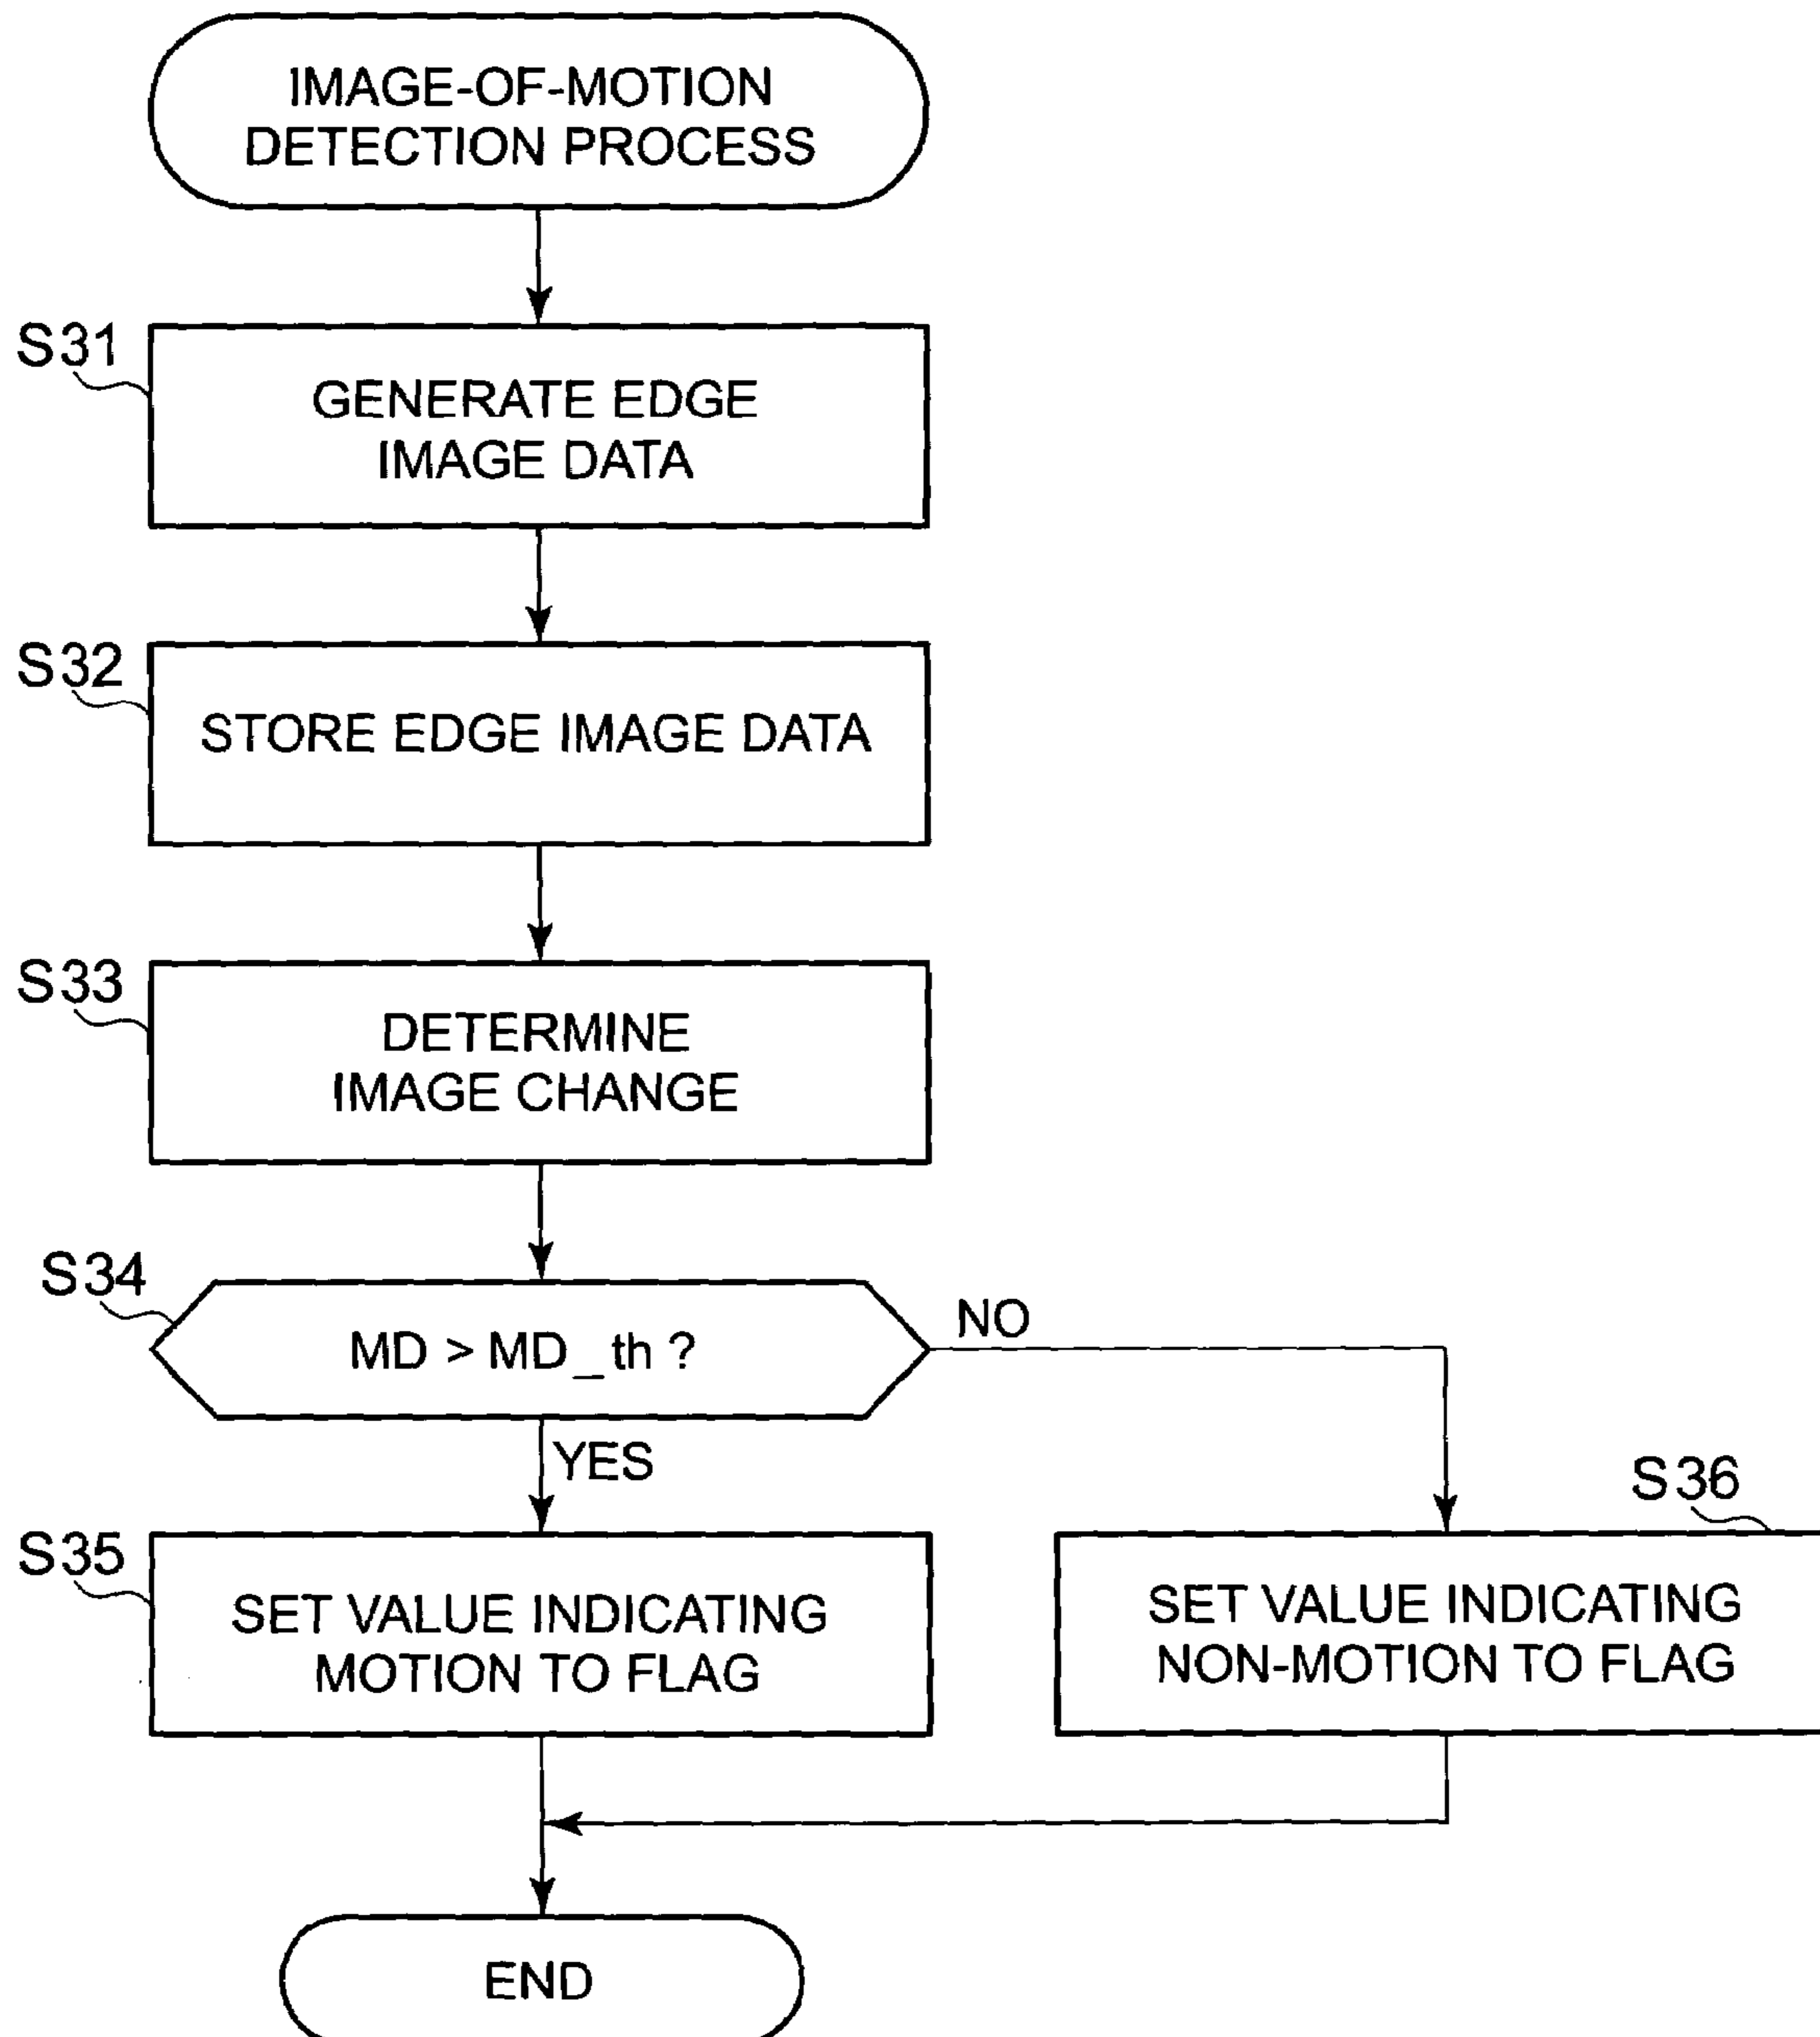 IMAGE-OF-MOTION
DETECTION PROCESS
S31
GENERATE EDGE
IMAGE DATA
S32
STORE EDGE IMAGE DATA
S33
DETERMINE
IMAGE CHANGE
S34
MD > MD_th ?
NO
YES
S35
SET VALUE INDICATING
MOTION TO FLAG
S36
SET VALUE INDICATING
NON-MOTION TO FLAG
END